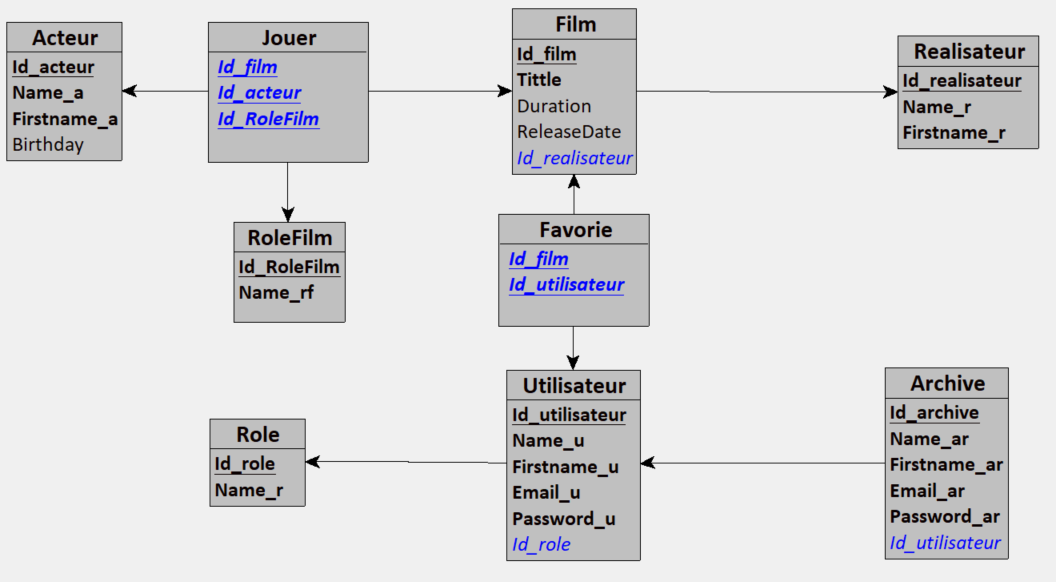 Acteur
Id_acteur
Name_a
Firstname_a
Birthday
Jouer
Id_film
Id_acteur
Id_RoleFilm
Film
Id_film
Tittle
Duration
ReleaseDate
Id_realisateur
Realisateur
Id_realisateur
Name_r
Firstname_r
RoleFilm
Id_RoleFilm
Name_rf
Favorie
Id_film
Id_utilisateur
Role
Id_role
Name_r
Utilisateur
Id_utilisateur
Name_u
Firstname_u
Email_u
Password_u
Id_role
Archive
Id_archive
Name_ar
Firstname_ar
Email_ar
Password_ar
Id_utilisateur